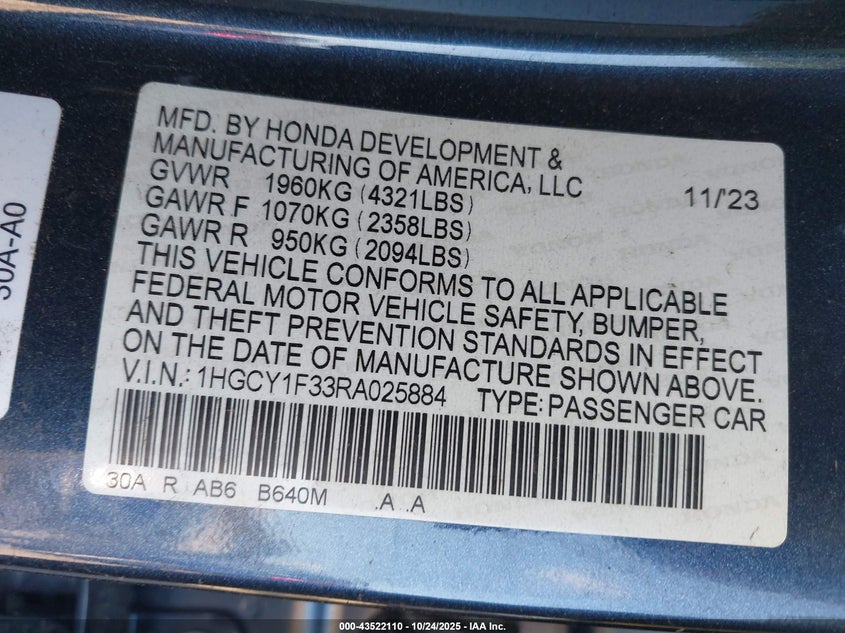 30A-A0
MFD. BY HONDA DEVELOPMENT &
MANUFACTURING OF AMERICA, LLC
GVWR 1960KG (4321LBS) 11/'23
GAWR F 1070KG (2358LBS)
GAWR R 950KG (2094LBS)
THIS VEHICLE CONFORMS TO ALL APPLICABLE
FEDERAL MOTOR VEHICLE SAFETY, BUMPER,
AND THEFT PREVENTION STANDARDS IN EFFECT
ON THE DATE OF MANUFACTURE SHOWN ABOVE.
V.I.N.: 1HGCY1F33RA025884 TYPE: PASSENGER CAR
30A R AB6 B640M .A .A
000-43522110 - 10/24/2025 - IAA Inc.